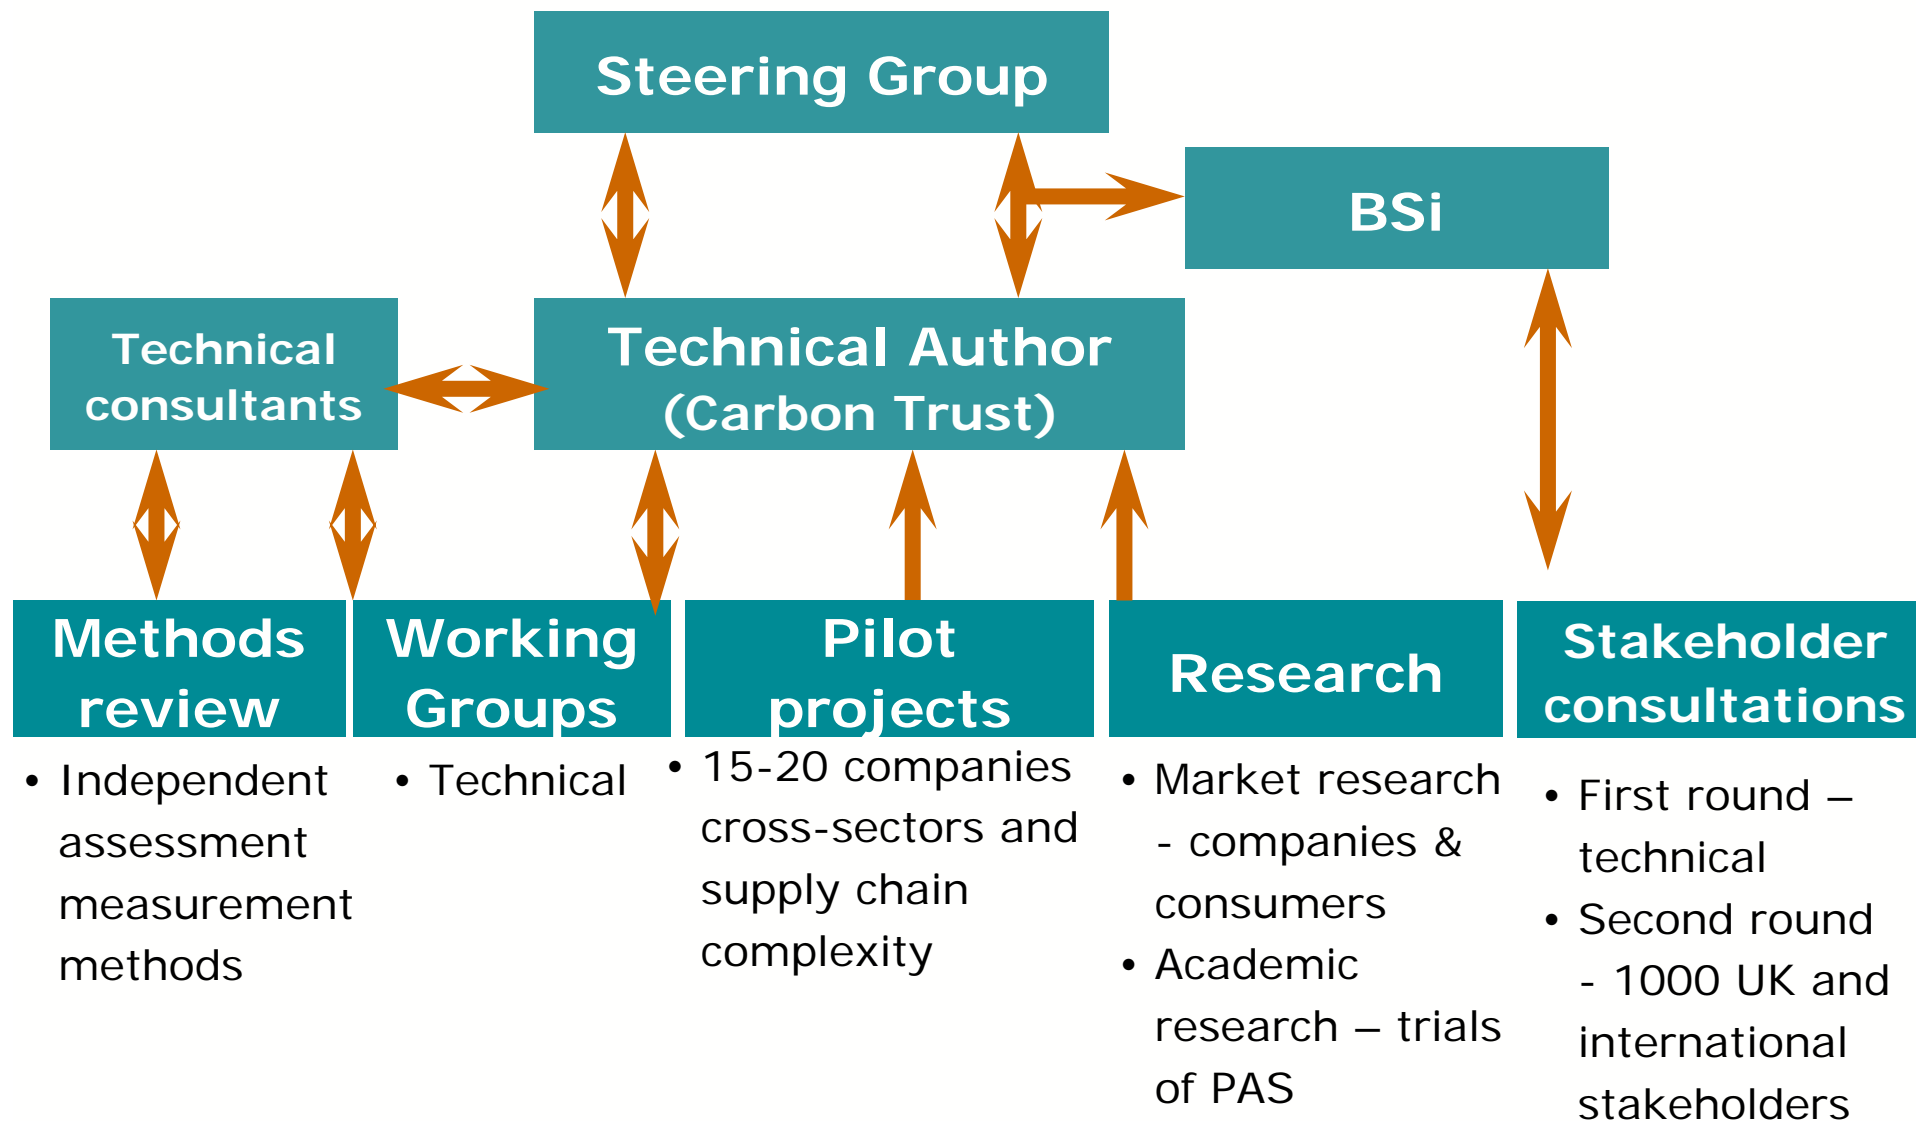 Steering Group
BSi
Technical
consultants
Technical Author
(Carbon Trust)
Methods
review
Working
Groups
Pilot
projects
Research
Stakeholder
consultations
• Independent
assessment
measurement
methods
• Technical
• 15-20 companies
cross-sectors and
supply chain
complexity
• Market research
- companies &
consumers
• Academic
research – trials
of PAS
• First round –
technical
• Second round
- 1000 UK and
international
stakeholders